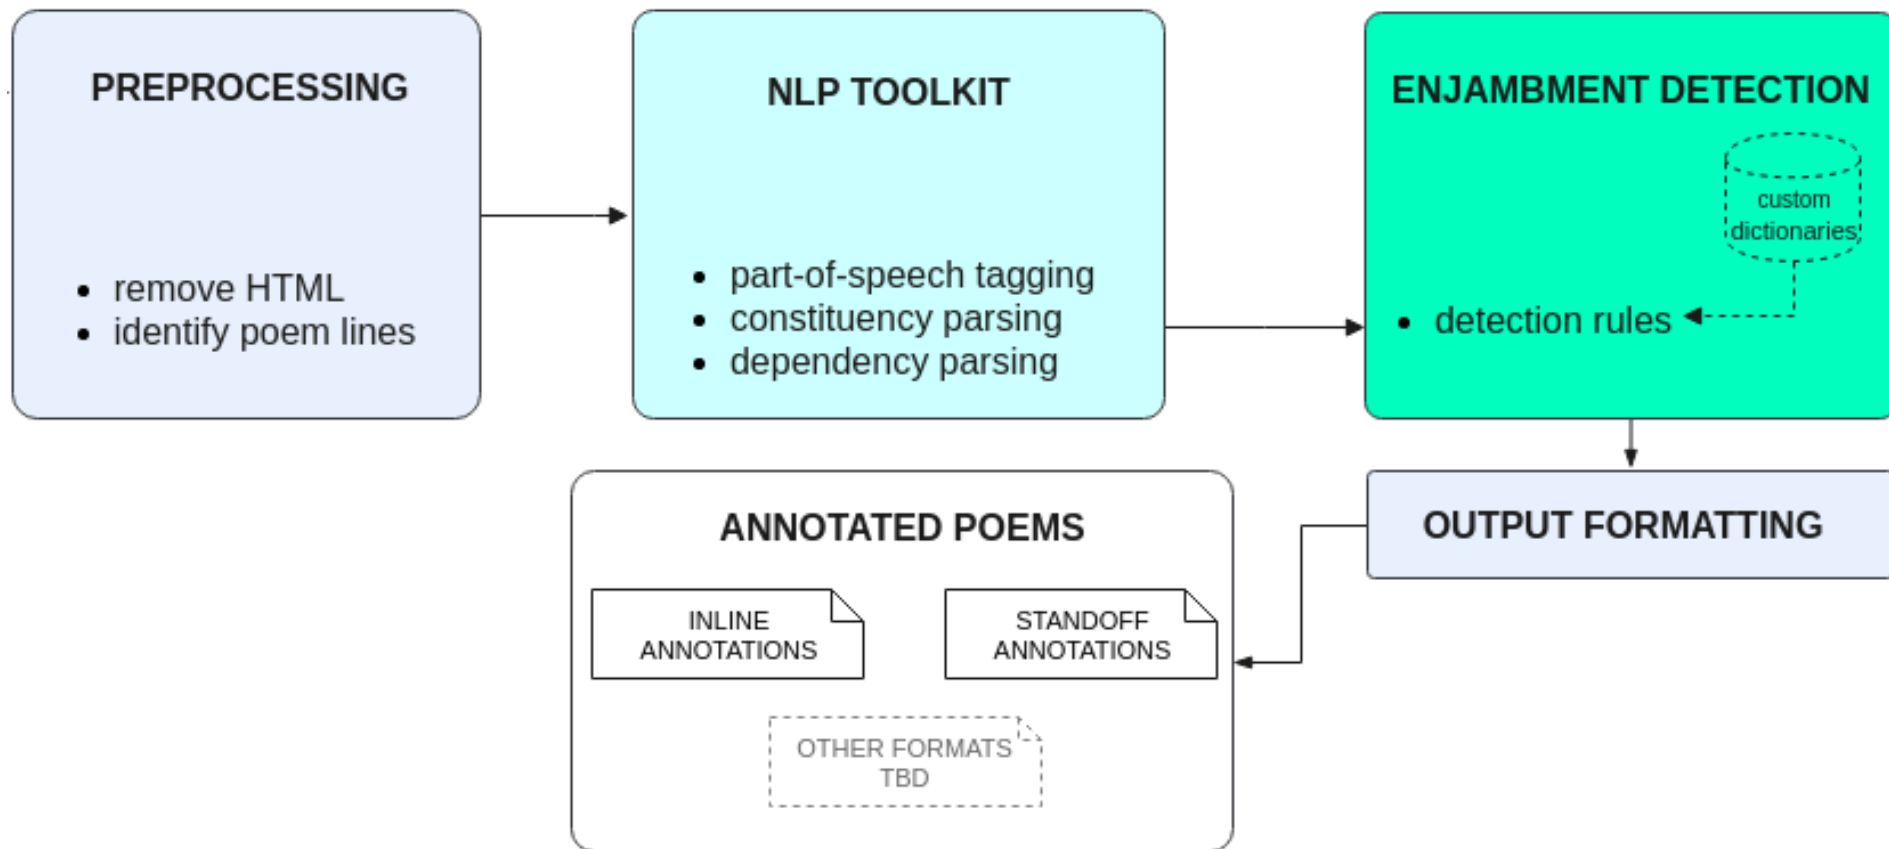 PREPROCESSING
• remove HTML
• identify poem lines
NLP TOOLKIT
• part-of-speech tagging
• constituency parsing
• dependency parsing
ENJAMBMENT DETECTION
custom
dictionaries
• detection rules
OUTPUT FORMATTING
ANNOTATED POEMS
INLINE
ANNOTATIONS
STANDOFF
ANNOTATIONS
OTHER FORMATS
TBD